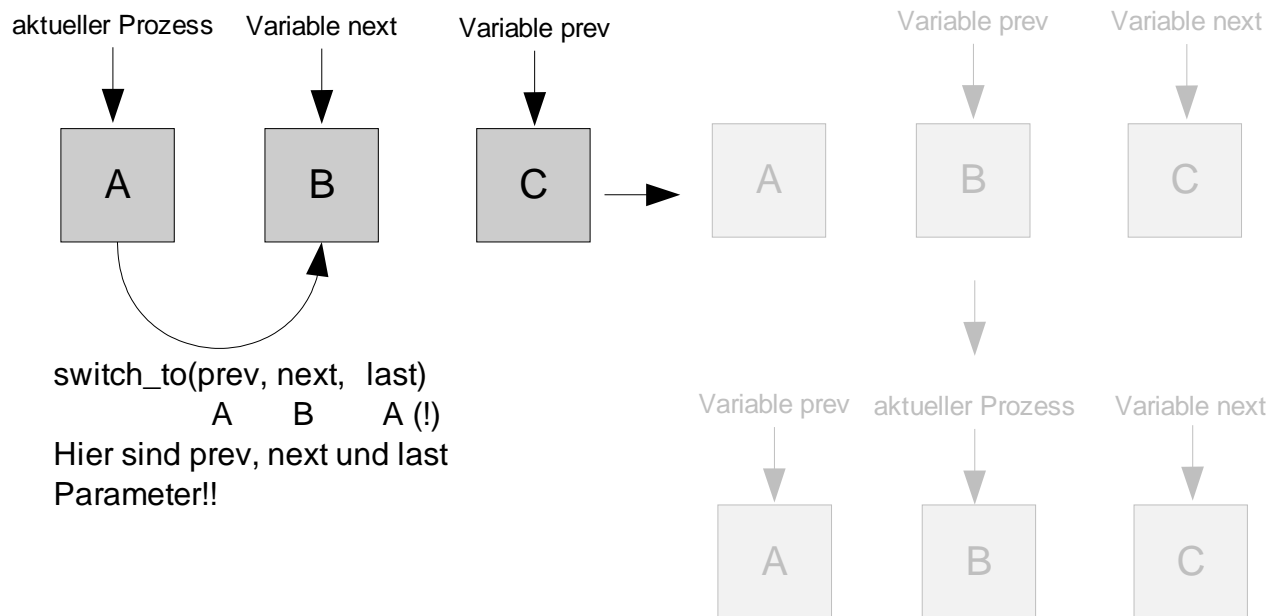 aktueller Prozess Variable next Variable prev
A B C
switch_to(prev, next, last)
A B A (!)
Hier sind prev, next und last
Parameter!!
Variable prev Variable next
A B C
Variable prev aktueller Prozess Variable next
A B C